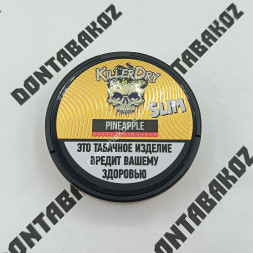 DONTABAKOZ
KILLERDRY
SLIM
PINEAPPLE
ЭТО ТАБАЧНОЕ ИЗДЕЛИЕ
ВРЕДИТ ВАШЕМУ
ЗДОРОВЬЮ
DONTABAKOZ